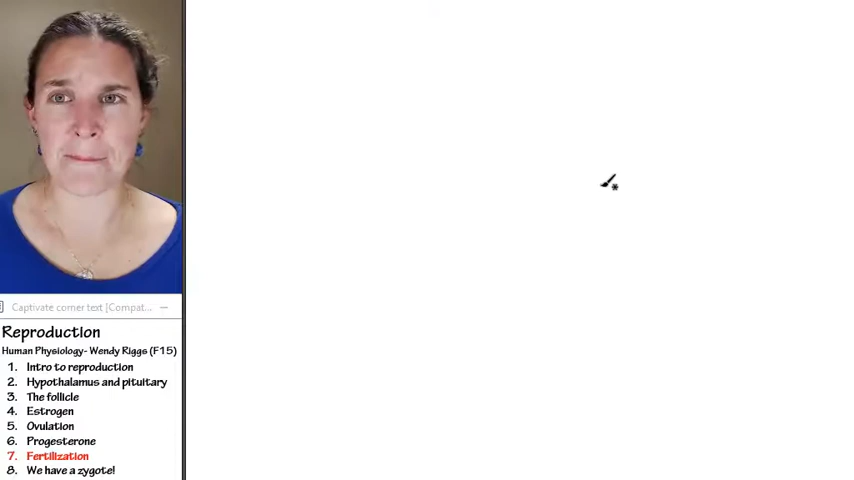 Captivate corner text [Compat...
Reproduction
Human Physiology- Wendy Riggs (F15)
1. Intro to reproduction
2. Hypothalamus and pituitary
3. The follicle
4. Estrogen
5. Ovulation
6. Progesterone
7. Fertilization
8. We have a zygote!